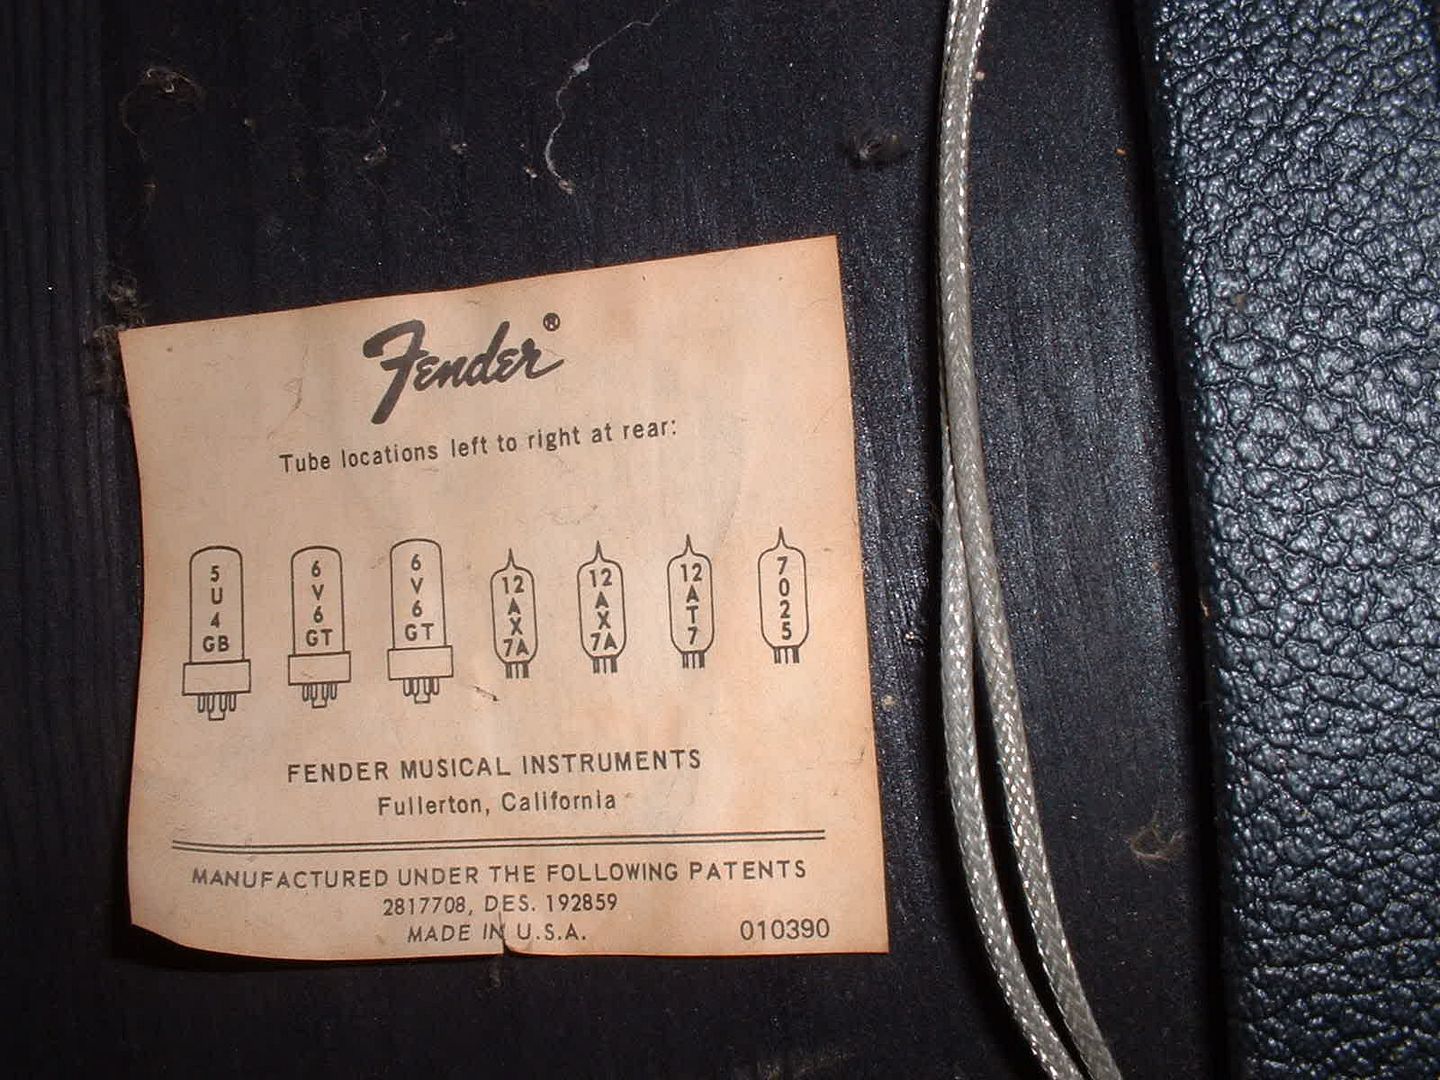 Fender®
Tube locations left to right at rear:
5U4GB 6V6GT 6V6GT 12AX7A 12AX7A 12AT7 7025
FENDER MUSICAL INSTRUMENTS
Fullerton, California
MANUFACTURED UNDER THE FOLLOWING PATENTS
2817708, DES. 192859
MADE IN U.S.A. 010390